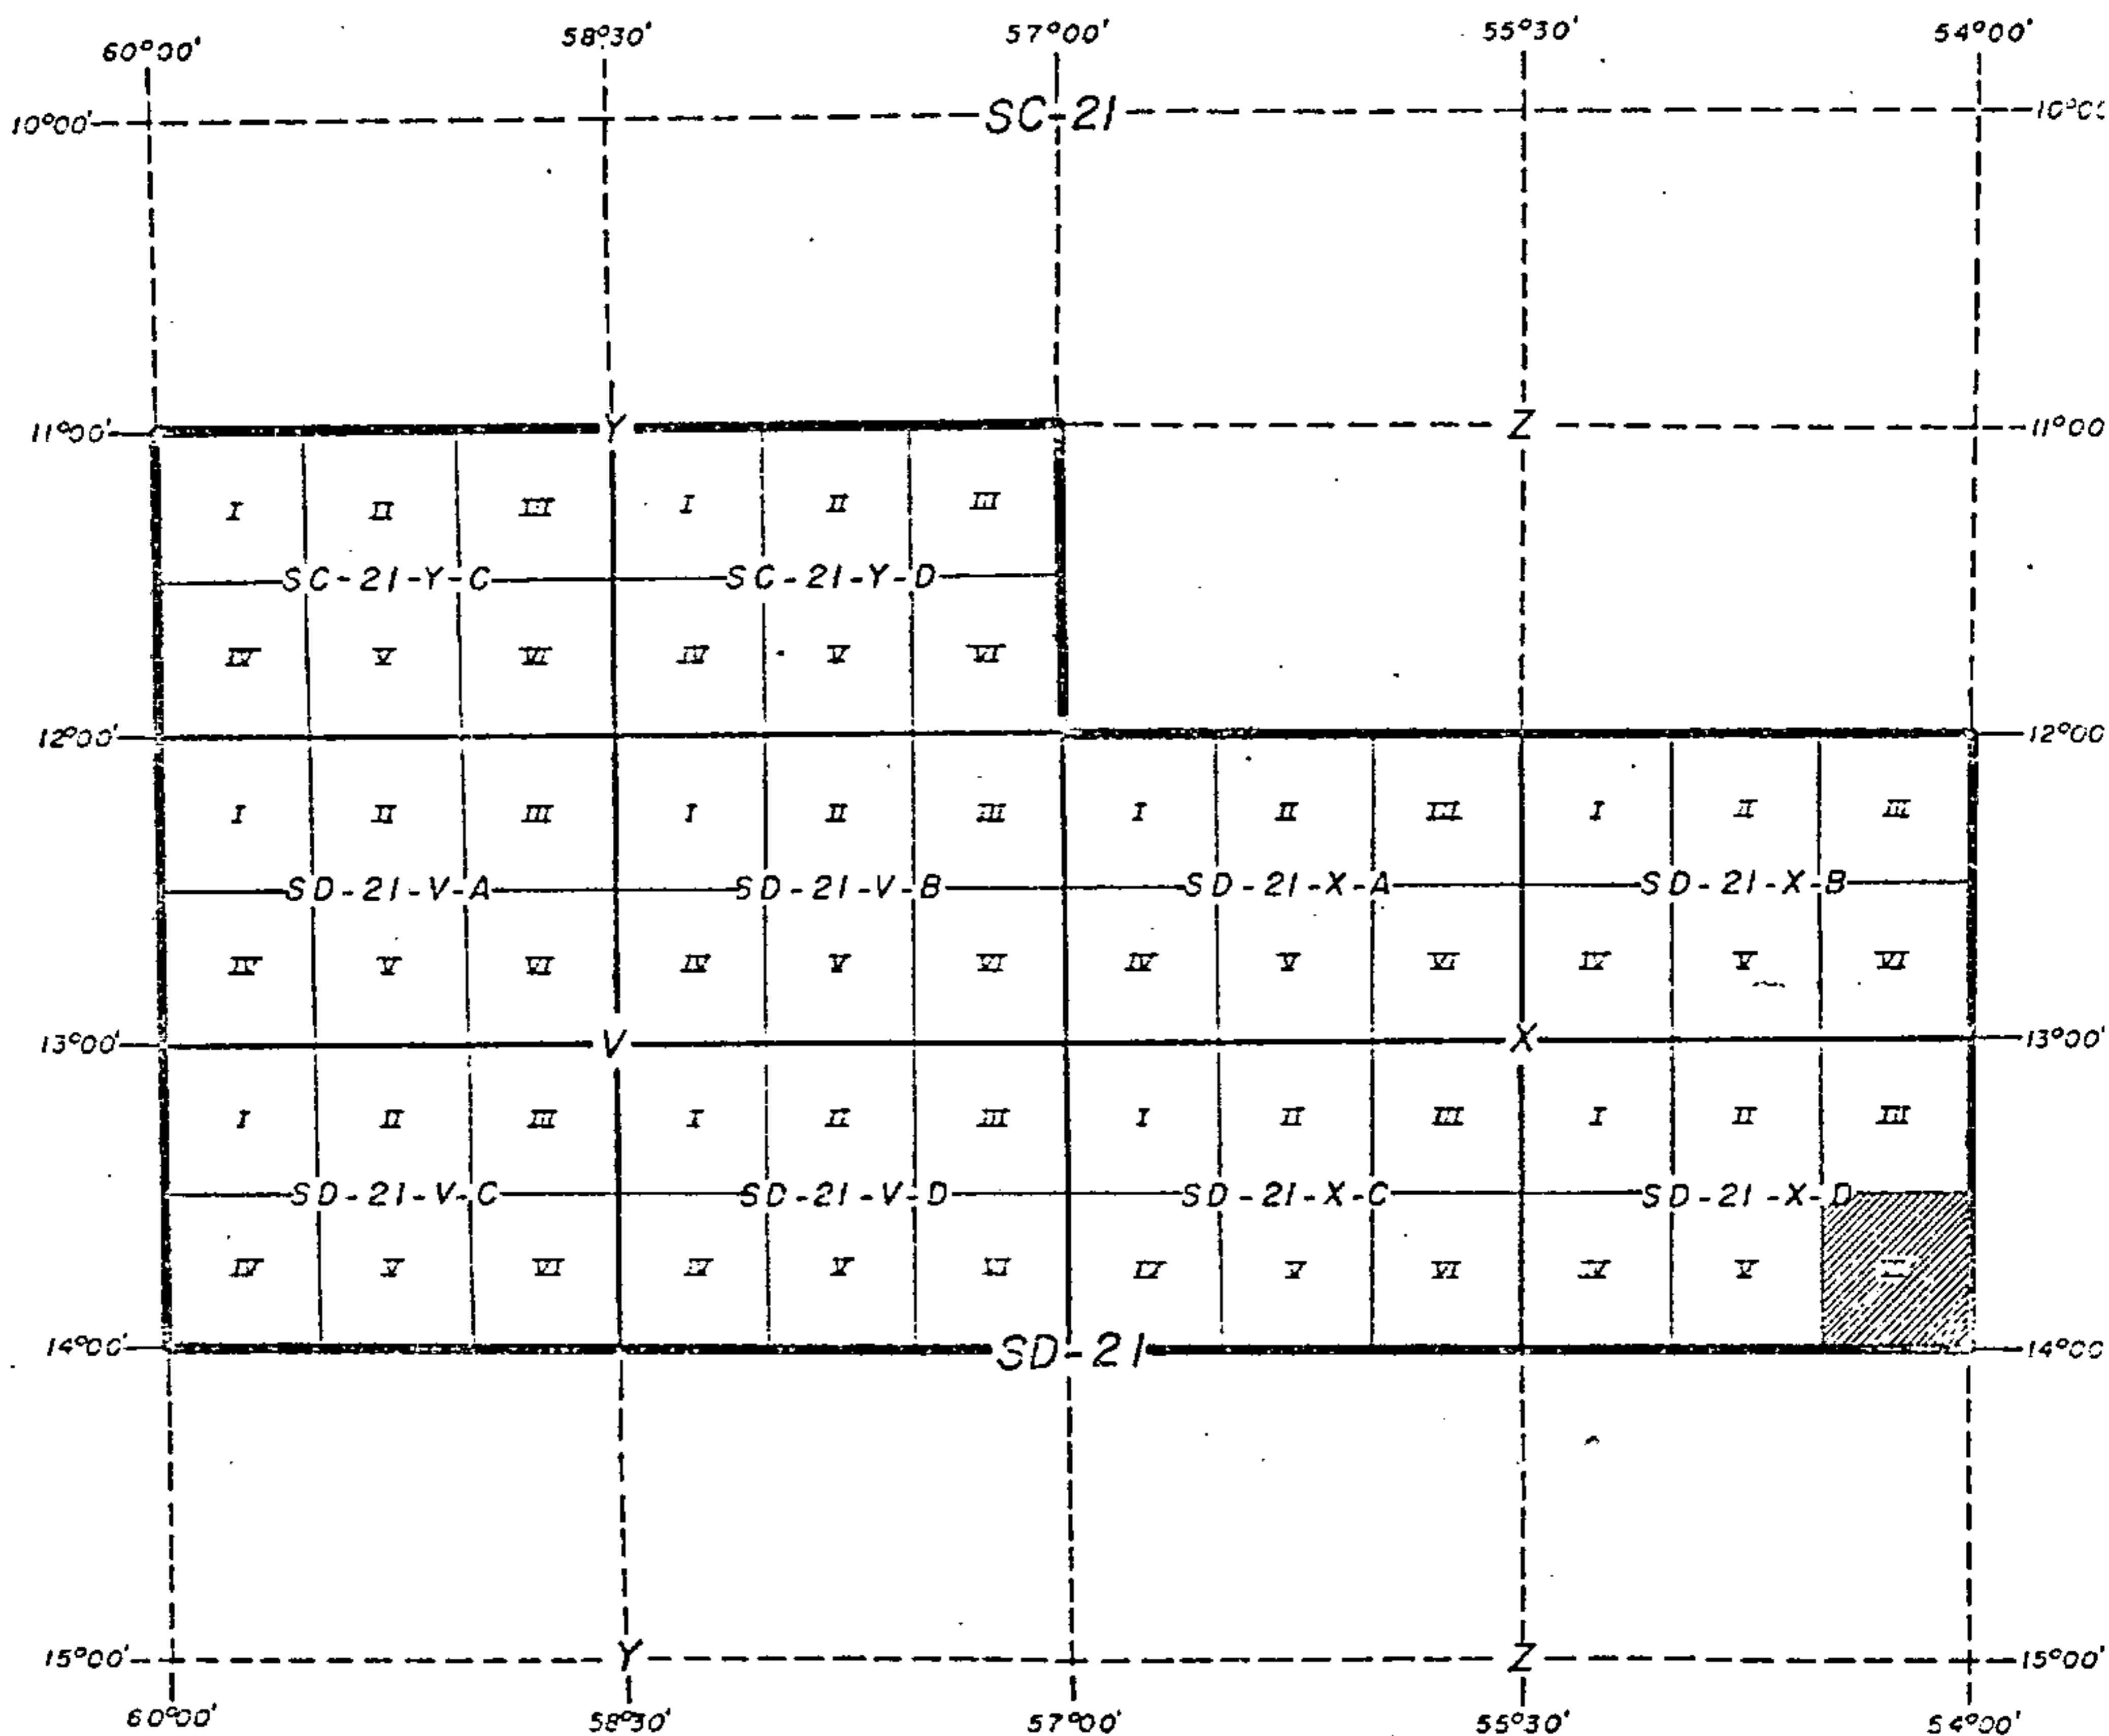 60°00' 58°30' 57°00' 55°30' 54°00'
10°00' SC-21 10°00
11°00' Y Z 11°00
I II III I II III
SC-21-Y-C SC-21-Y-D
IV V VI IV V VI
12°00' 12°00
I II III I II III I II III I II III
SD-21-V-A SD-21-V-B SD-21-X-A SD-21-X-B
IV V VI IV V VI IV V VI IV V VI
13°00' V X 13°00'
I II III I II III I II III I II III
SD-21-V-C SD-21-V-D SD-21-X-C SD-21-X-D
IV V VI IV V VI IV V VI IV V
14°00' SD-21 14°00
15°00' Y Z 15°00'
60°00' 58°30' 57°00' 55°30' 54°00'